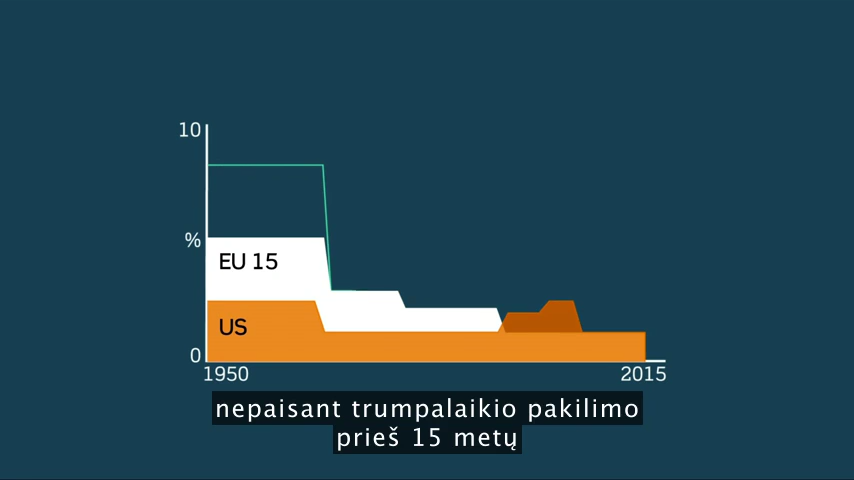 10
%
EU 15
US
0
1950
2015
nepaisant trumpalaikio pakilimo
prieš 15 metų